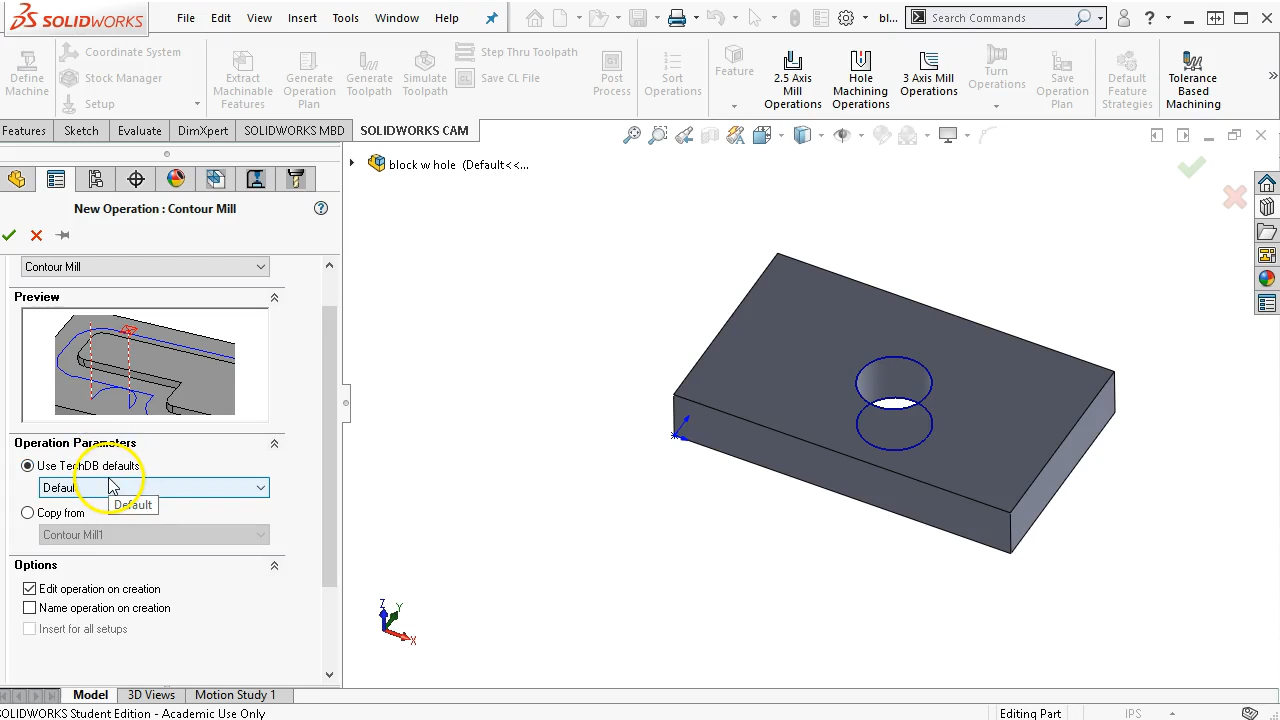 SOLIDWORKS
File Edit View Insert Tools Window Help
bl...
Search Commands
Define Machine
Coordinate System
Stock Manager
Setup
Extract Machinable Features
Generate Operation Plan
Generate Toolpath
Simulate Toolpath
Step Thru Toolpath
Save CL File
G1
Post Process
Sort Operations
Feature
2.5 Axis Mill Operations
Hole Machining Operations
3 Axis Mill Operations
Turn Operations
Save Operation Plan
Default Feature Strategies
Tolerance Based Machining
Features Sketch Evaluate DimXpert SOLIDWORKS MBD SOLIDWORKS CAM
block w hole (Default<<...
New Operation : Contour Mill
Contour Mill
Preview
Operation Parameters
Use TechDB defaults
Default
Default
Copy from
Contour Mill1
Options
Edit operation on creation
Name operation on creation
Insert for all setups
Z
Y
X
Model 3D Views Motion Study 1
SOLIDWORKS Student Edition - Academic Use Only
Editing Part
IPS